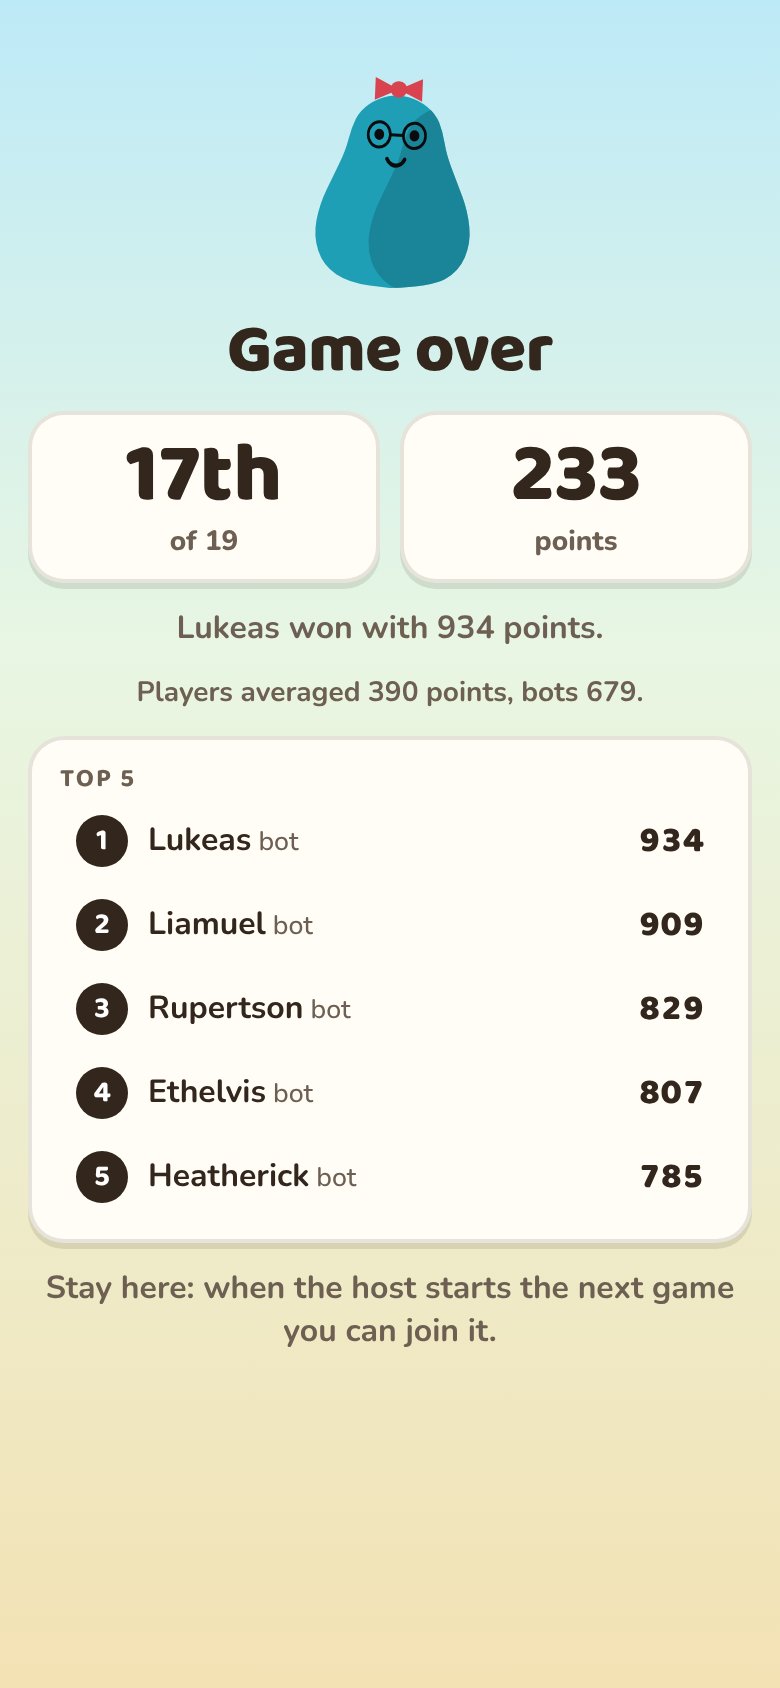 Game over
17th
of 19
233
points
Lukeas won with 934 points.
Players averaged 390 points, bots 679.
TOP 5
1 Lukeas bot 934
2 Liamuel bot 909
3 Rupertson bot 829
4 Ethelvis bot 807
5 Heatherick bot 785
Stay here: when the host starts the next game
you can join it.